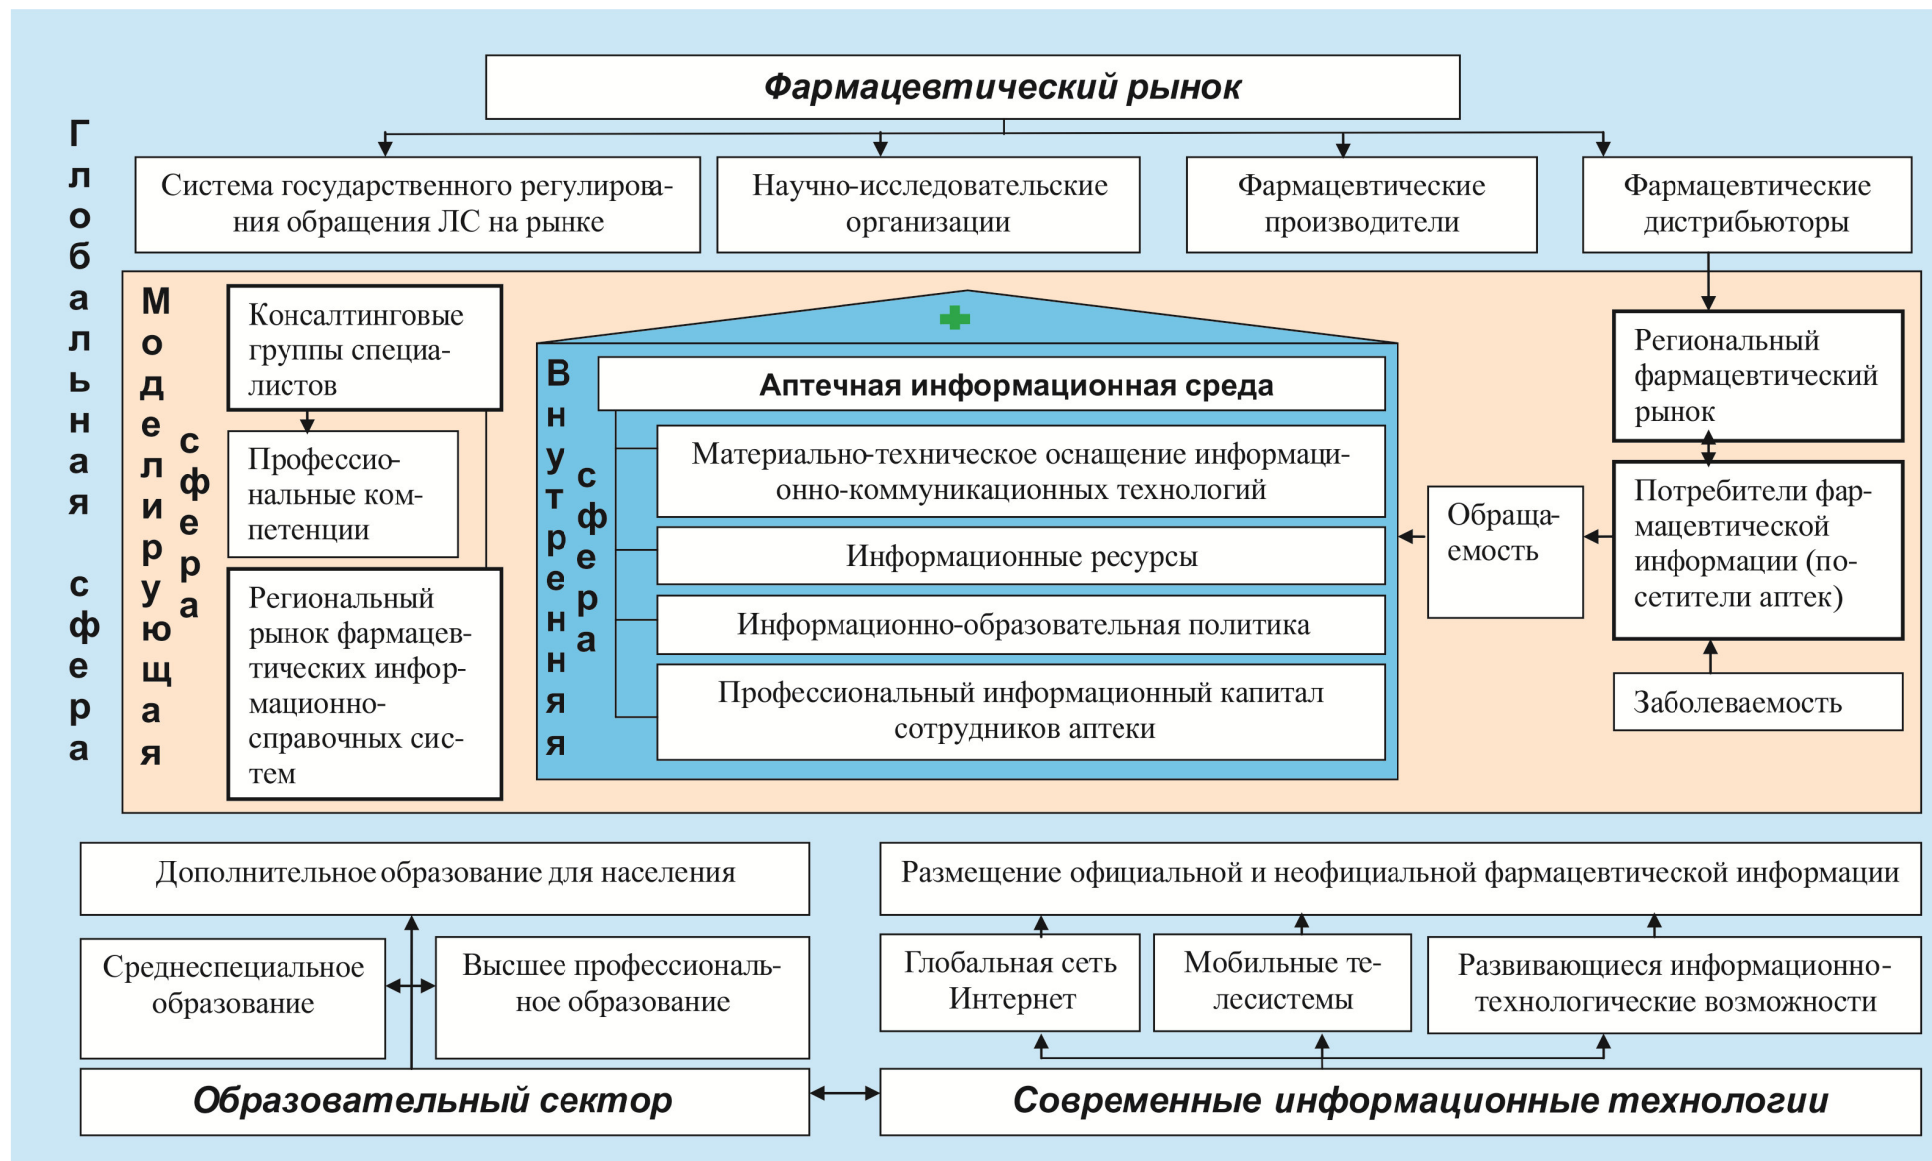 Фармацевтический рынок
Система государственного регулирова-
ния обращения ЛС на рынке
Научно-исследовательские
организации
Фармацевтические
производители
Фармацевтические
дистрибьюторы
Глобальная сфера
Моделирующая
сфера
Консалтинговые
группы специа-
листов
Профессио-
нальные ком-
петенции
Региональный
рынок фармацев-
тических инфор-
мационно-
справочных сис-
тем
Внутренняя
сфера
Аптечная информационная среда
Материально-техническое оснащение информаци-
онно-коммуникационных технологий
Информационные ресурсы
Информационно-образовательная политика
Профессиональный информационный капитал
сотрудников аптеки
Обраща-
емость
Региональный
фармацевтический
рынок
Потребители фар-
мацевтической
информации (по-
сетители аптек)
Заболеваемость
Дополнительное образование для населения
Среднеспециальное
образование
Высшее профессиональ-
ное образование
Образовательный сектор
Размещение официальной и неофициальной фармацевтической информации
Глобальная сеть
Интернет
Мобильные те-
лесистемы
Развивающиеся информационно-
технологические возможности
Современные информационные технологии